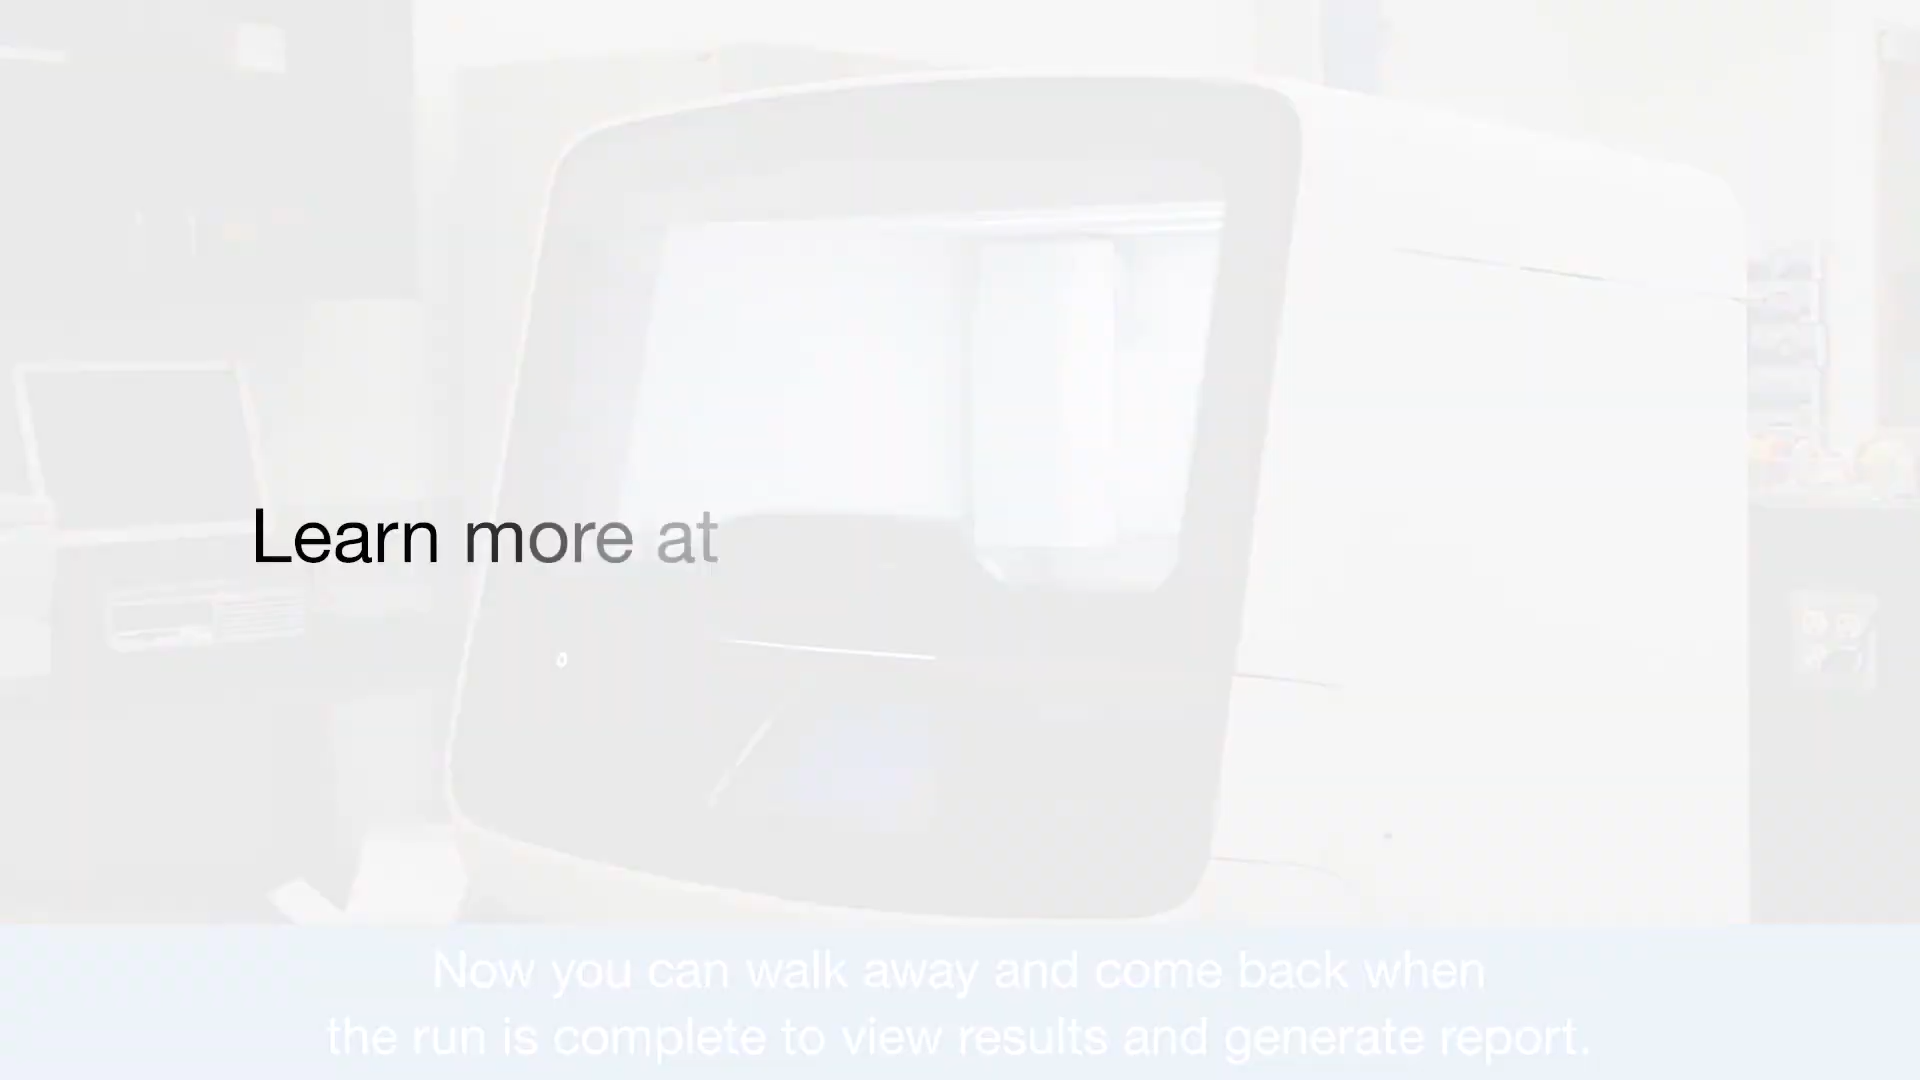 Learn more at
Now you can walk away and come back when
the run is complete to view results and generate report.